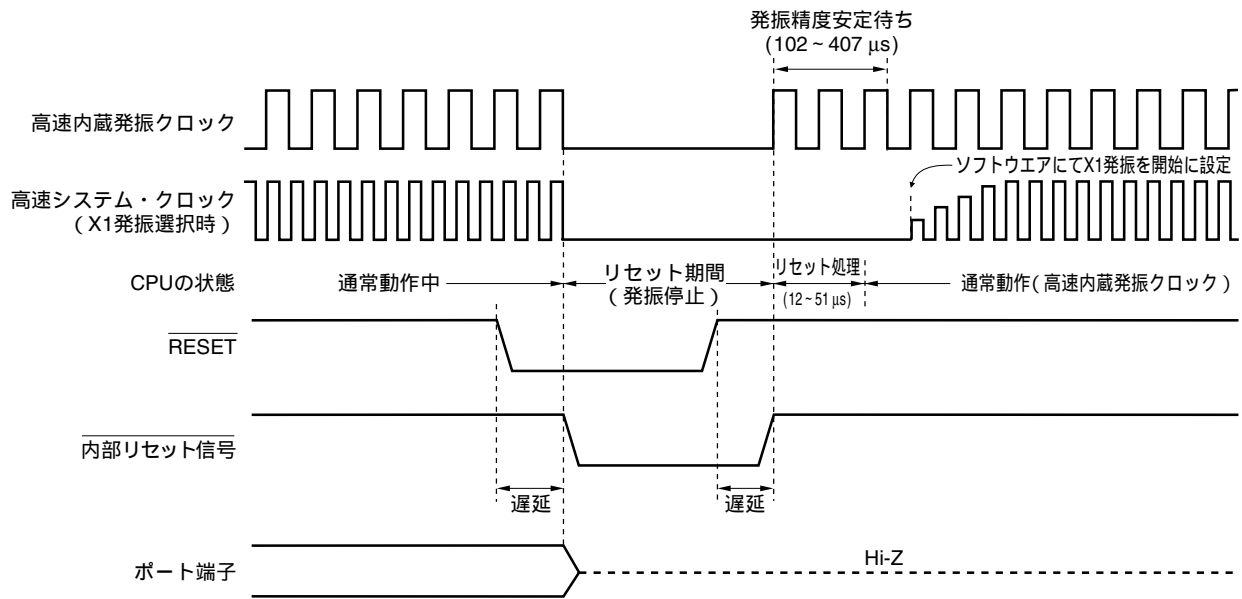 発振精度安定待ち
(102 ~ 407 μs)
高速内蔵発振クロック
ソフトウエアにてX1発振を開始に設定
高速システム・クロック
( X1発振選択時 )
CPUの状態
通常動作中
リセット期間
( 発振停止 )
リセット処理
(12~51 μs)
通常動作( 高速内蔵発振クロック )
RESET
内部リセット信号
遅延
遅延
ポート端子
Hi-Z